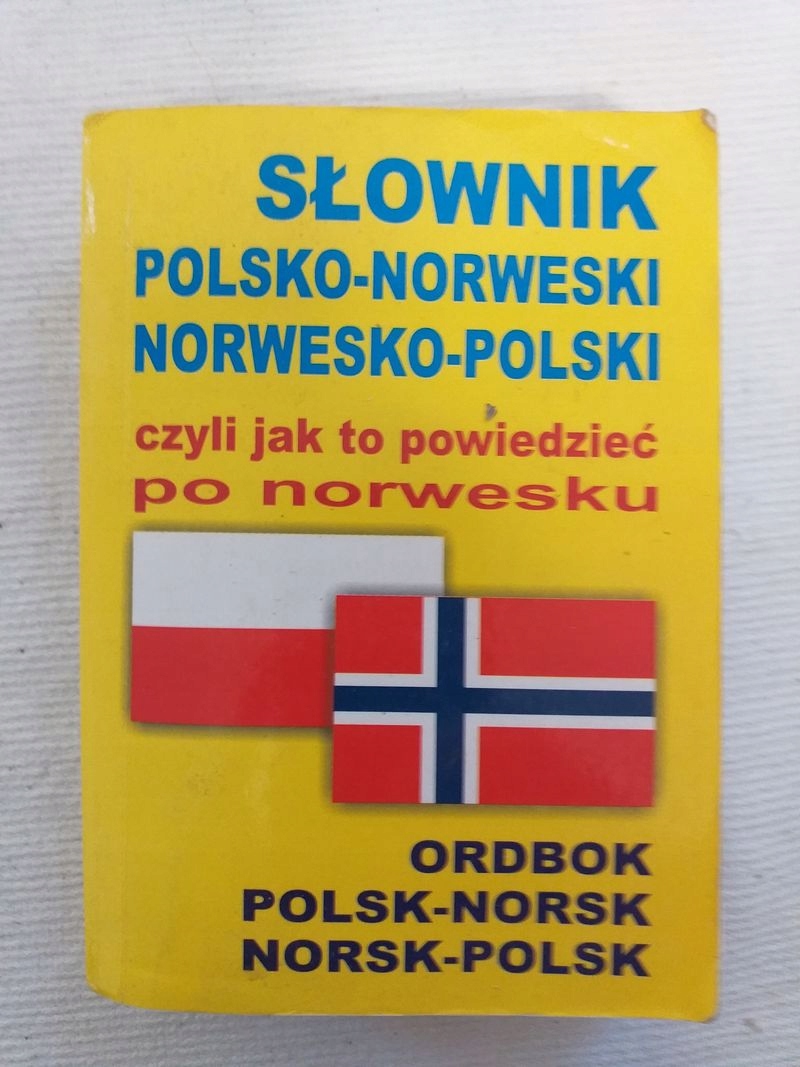 SŁOWNIK
POLSKO-NORWESKI
NORWESKO-POLSKI
czyli jak to powiedzieć
po norwesku
ORDBOK
POLSK-NORSK
NORSK-POLSK